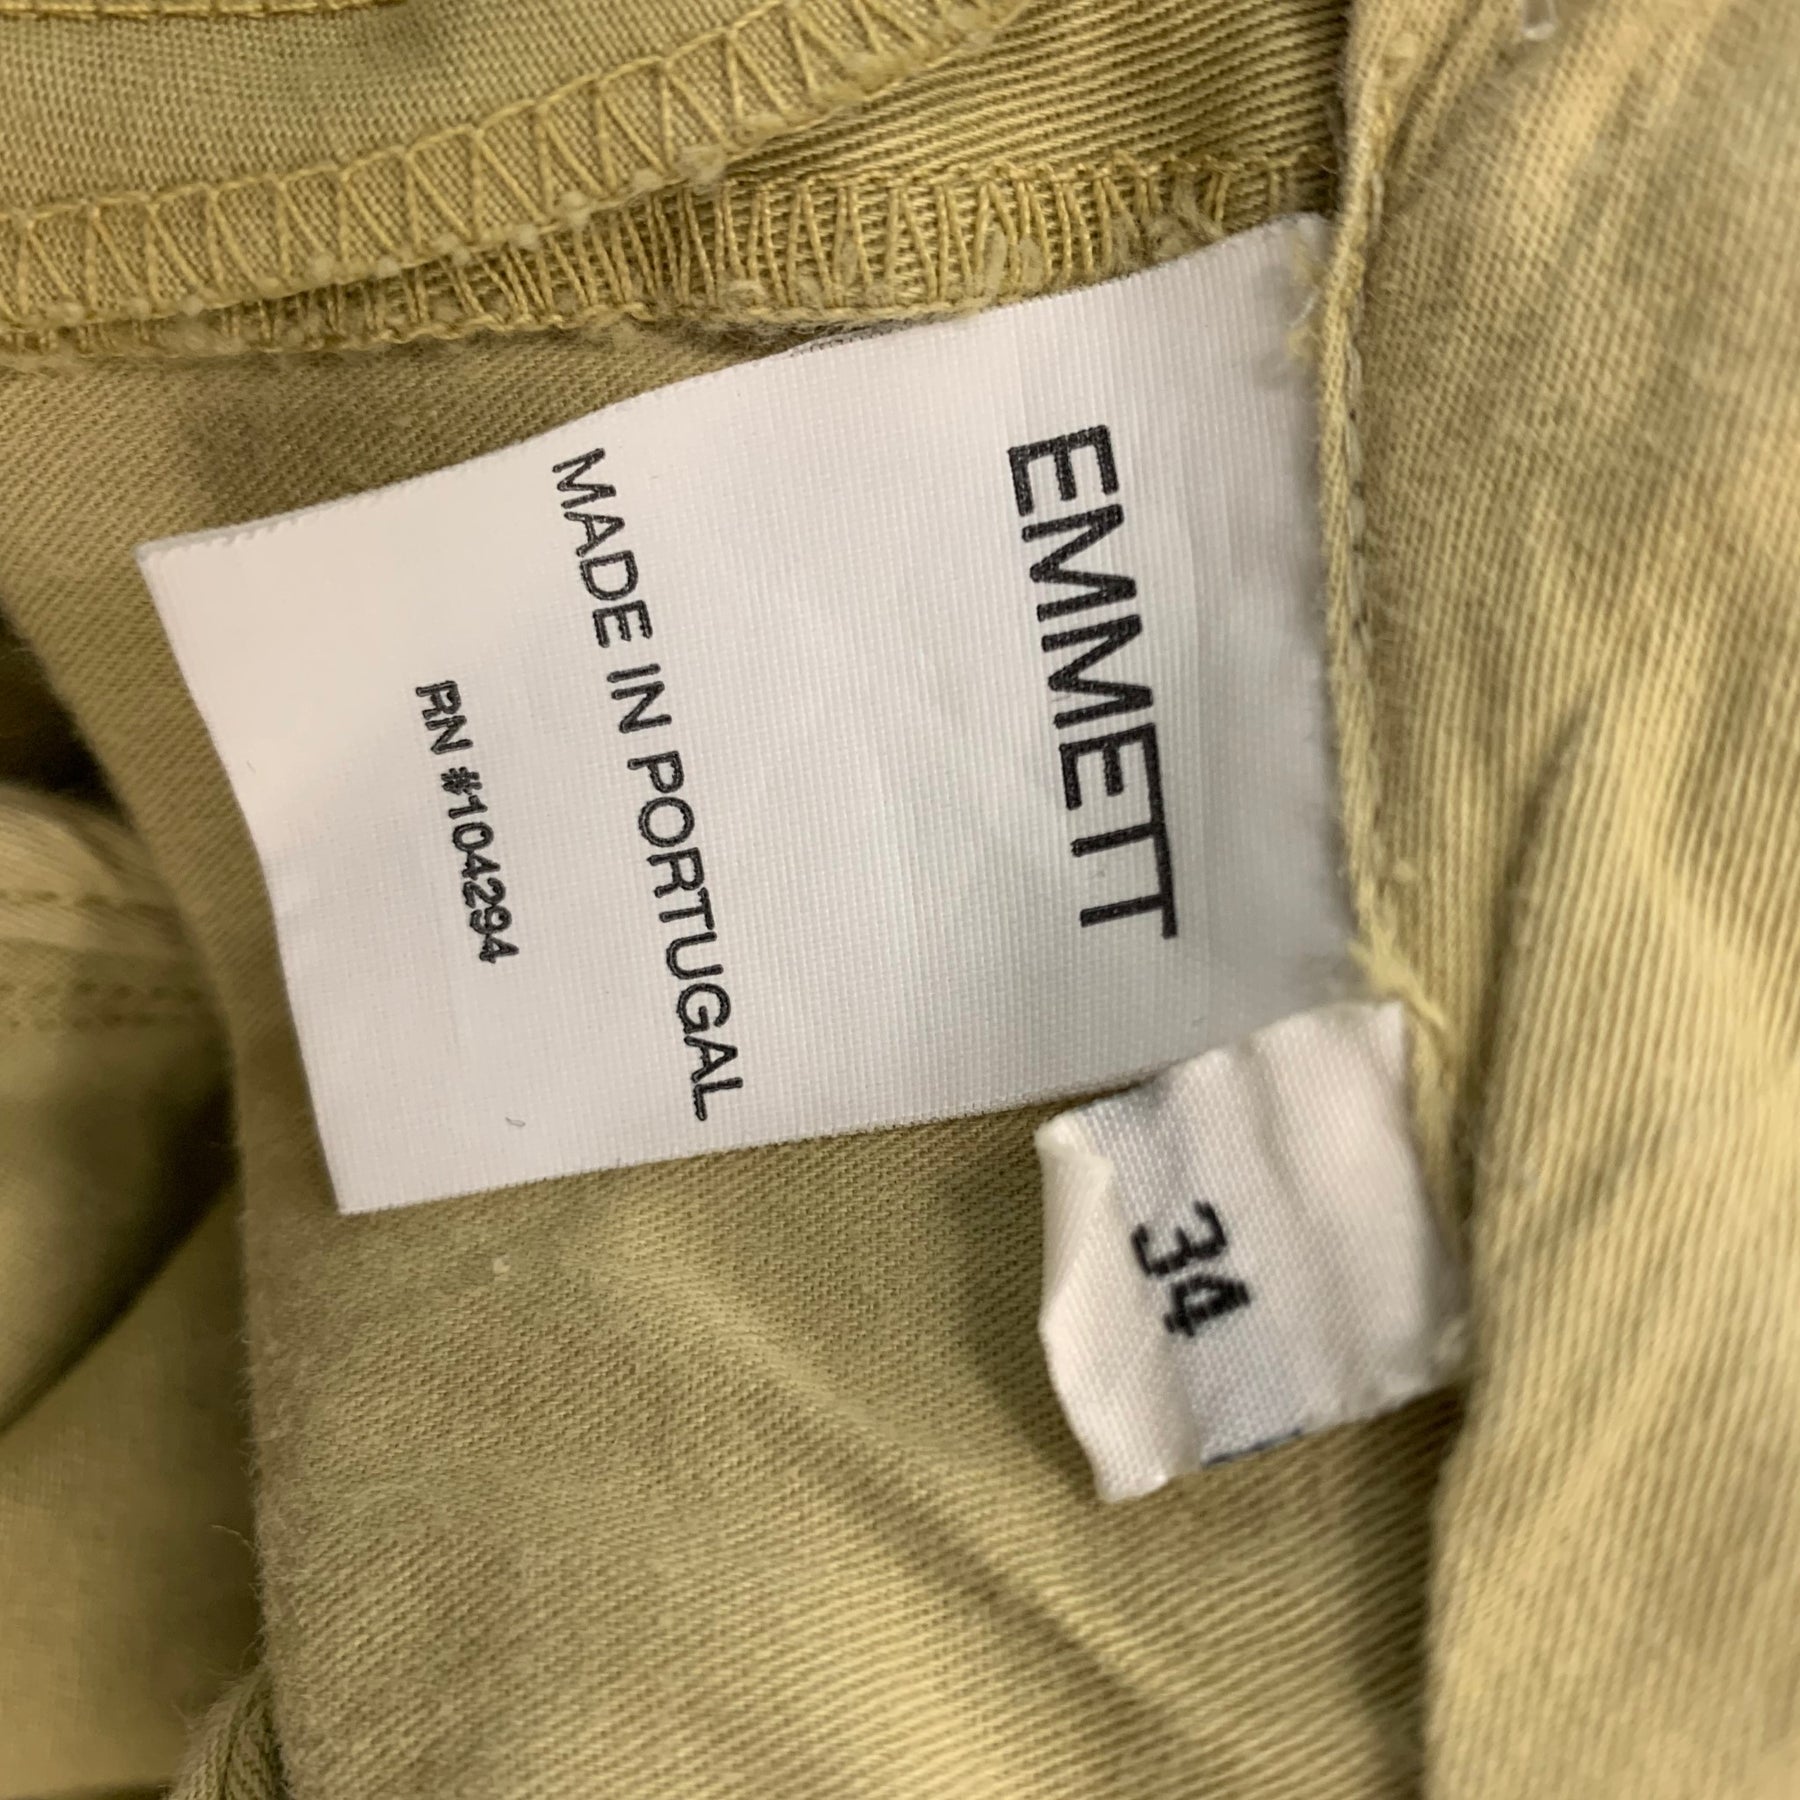 EMMETT
MADE IN PORTUGAL
RN #104294
34